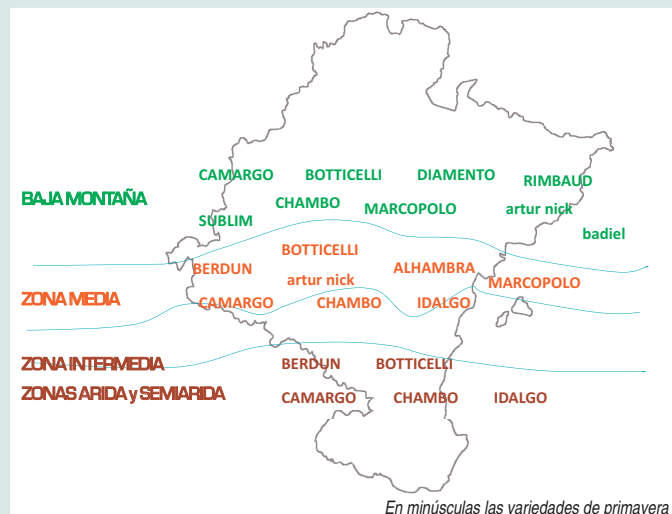 CAMARGO BOTTICELLI DIAMENTO RIMBAUD
BAJA MONTAÑA
CHAMBO MARCOPOLO artur nick
SUBLIM badiel
BOTTICELLI
BERDUN ALHAMBRA
artur nick MARCOPOLO
ZONA MEDIA
CAMARGO CHAMBO IDALGO
ZONA INTERMEDIA BERDUN BOTTICELLI
ZONAS ARIDA y SEMIARIDA CAMARGO CHAMBO IDALGO
En minúsculas las variedades de primavera